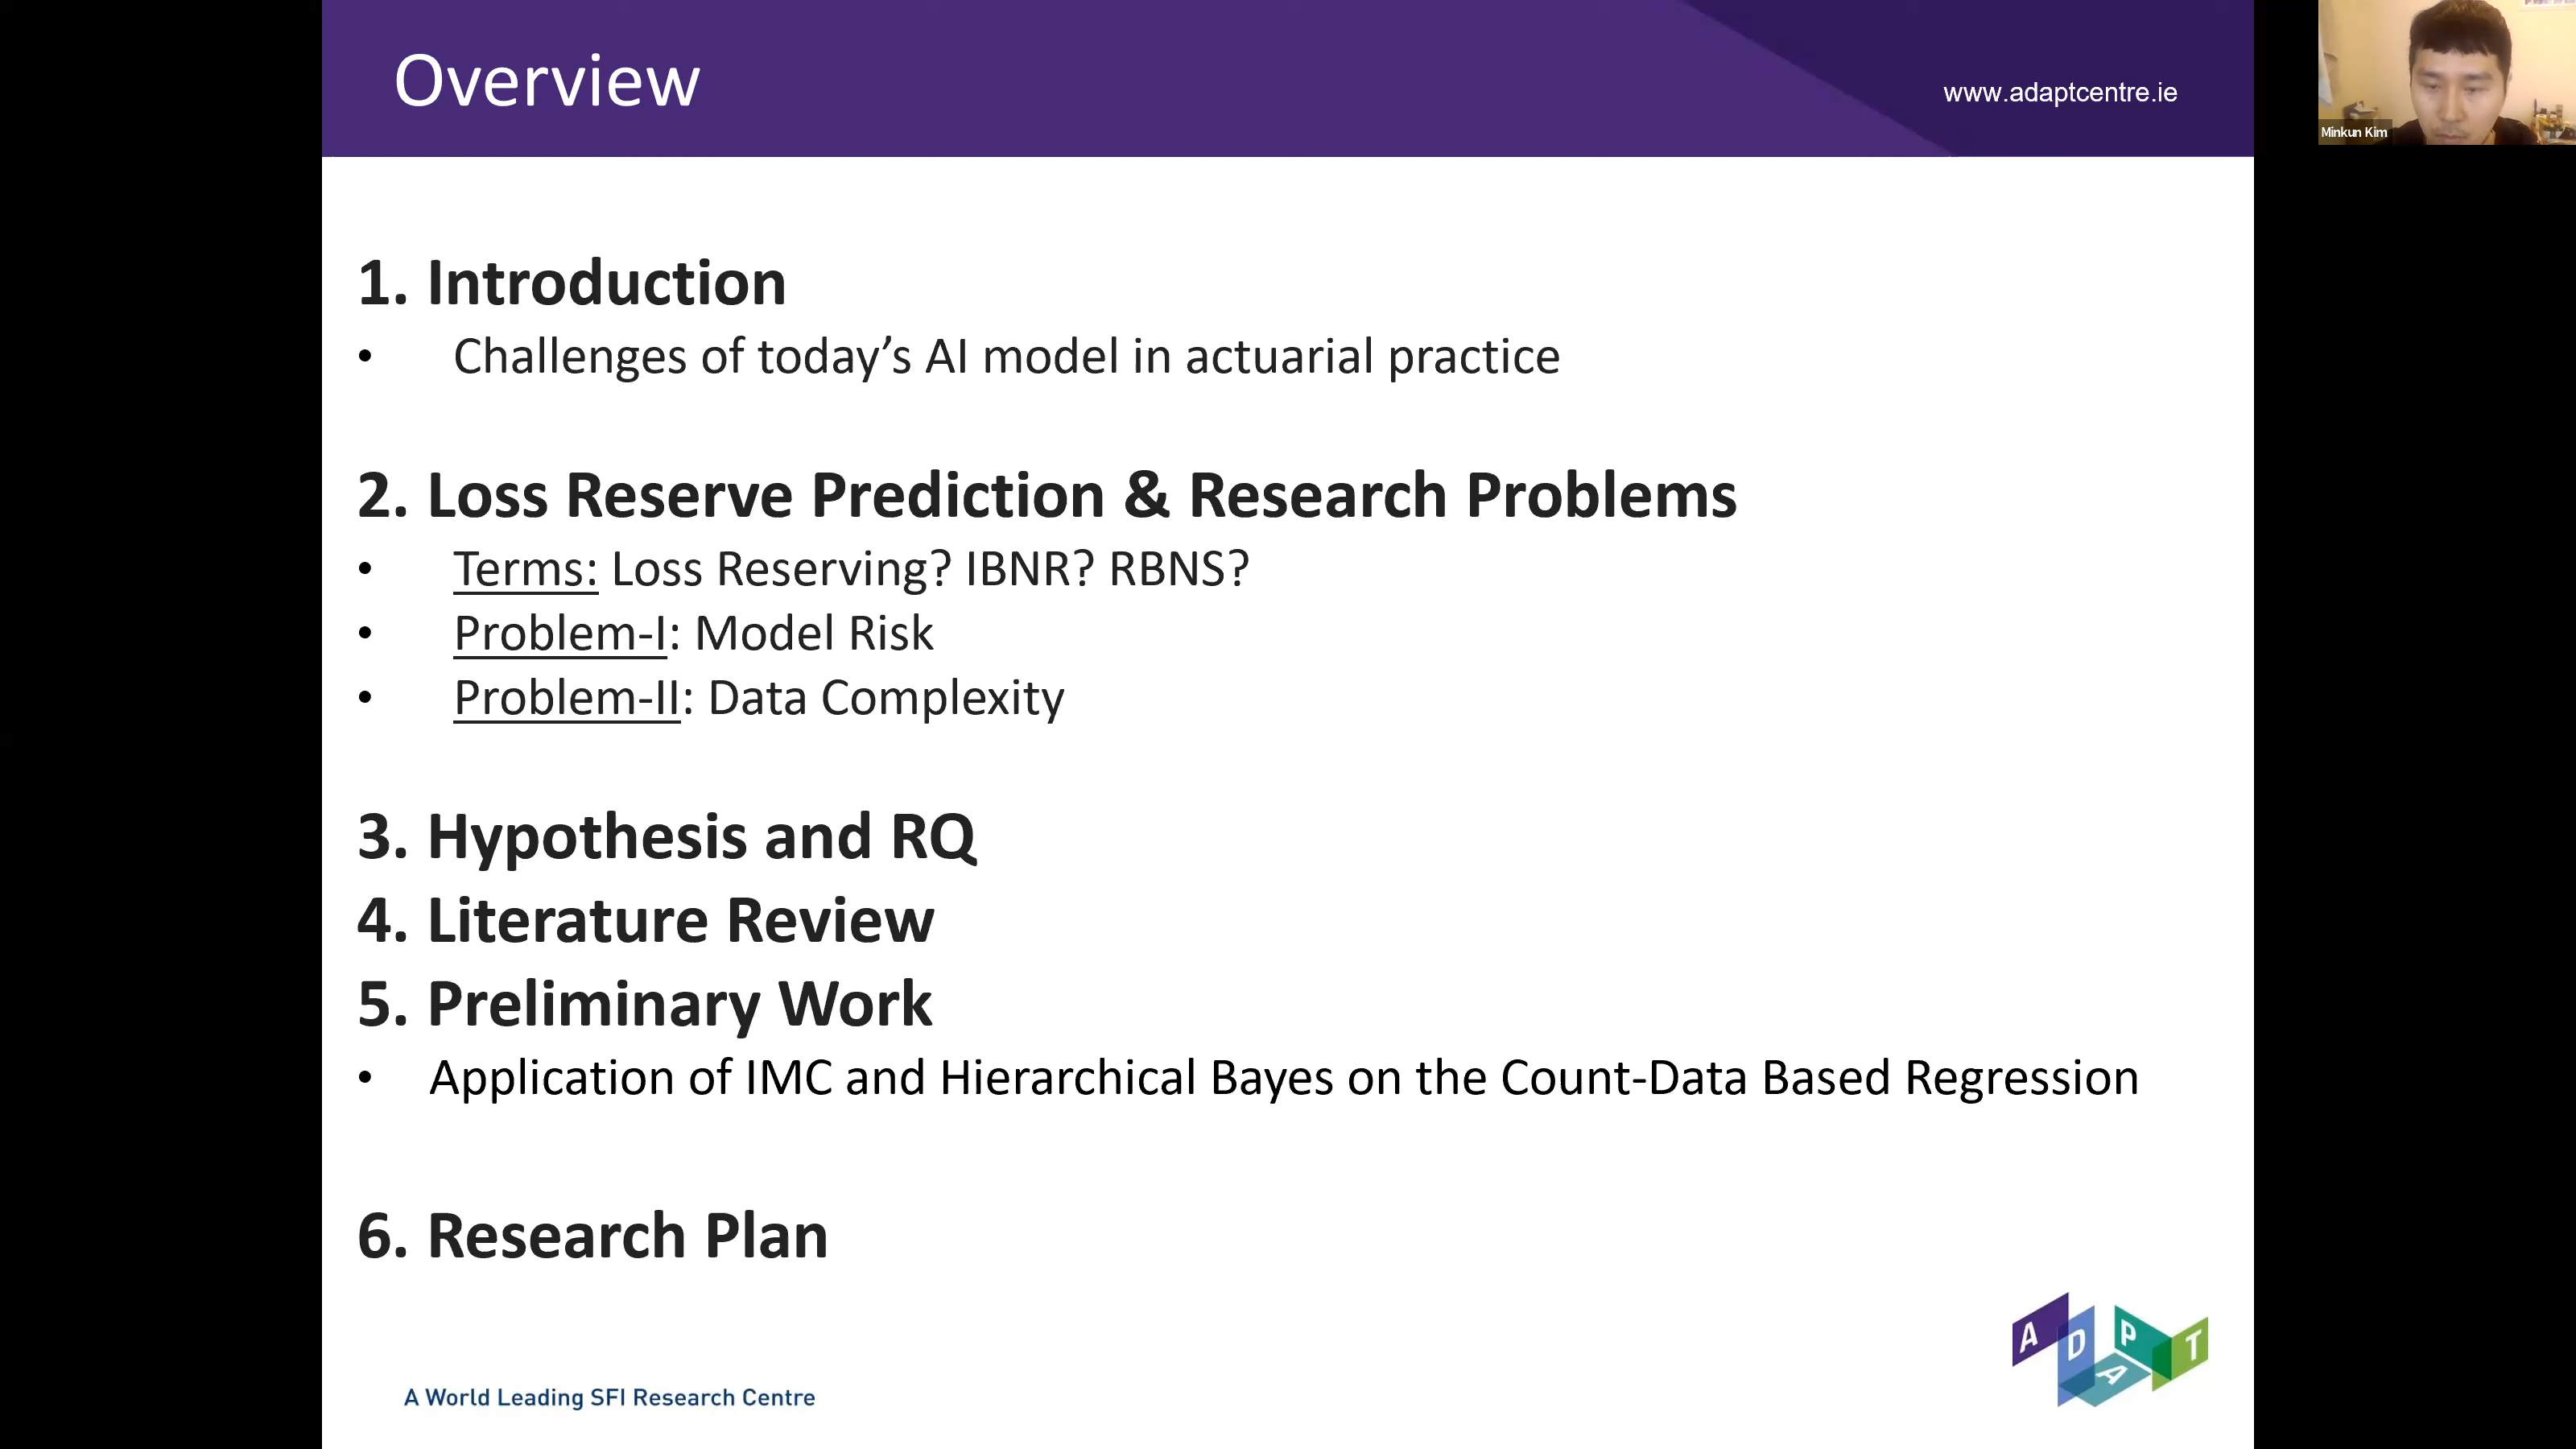 Overview
www.adaptcentre.ie
Minkun Kim
1. Introduction
• Challenges of today’s AI model in actuarial practice
2. Loss Reserve Prediction & Research Problems
• Terms: Loss Reserving? IBNR? RBNS?
• Problem-I: Model Risk
• Problem-II: Data Complexity
3. Hypothesis and RQ
4. Literature Review
5. Preliminary Work
• Application of IMC and Hierarchical Bayes on the Count-Data Based Regression
6. Research Plan
ADAPT
A World Leading SFI Research Centre